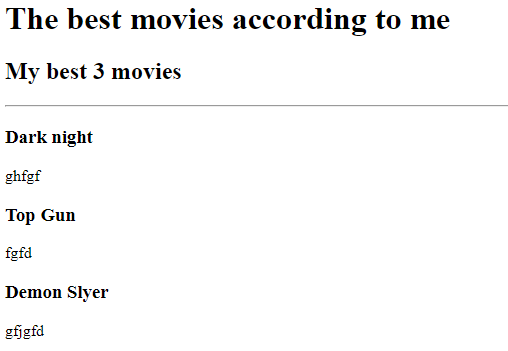 The best movies according to me
My best 3 movies
Dark night
ghfgf
Top Gun
fgfd
Demon Slyer
gfjgfd